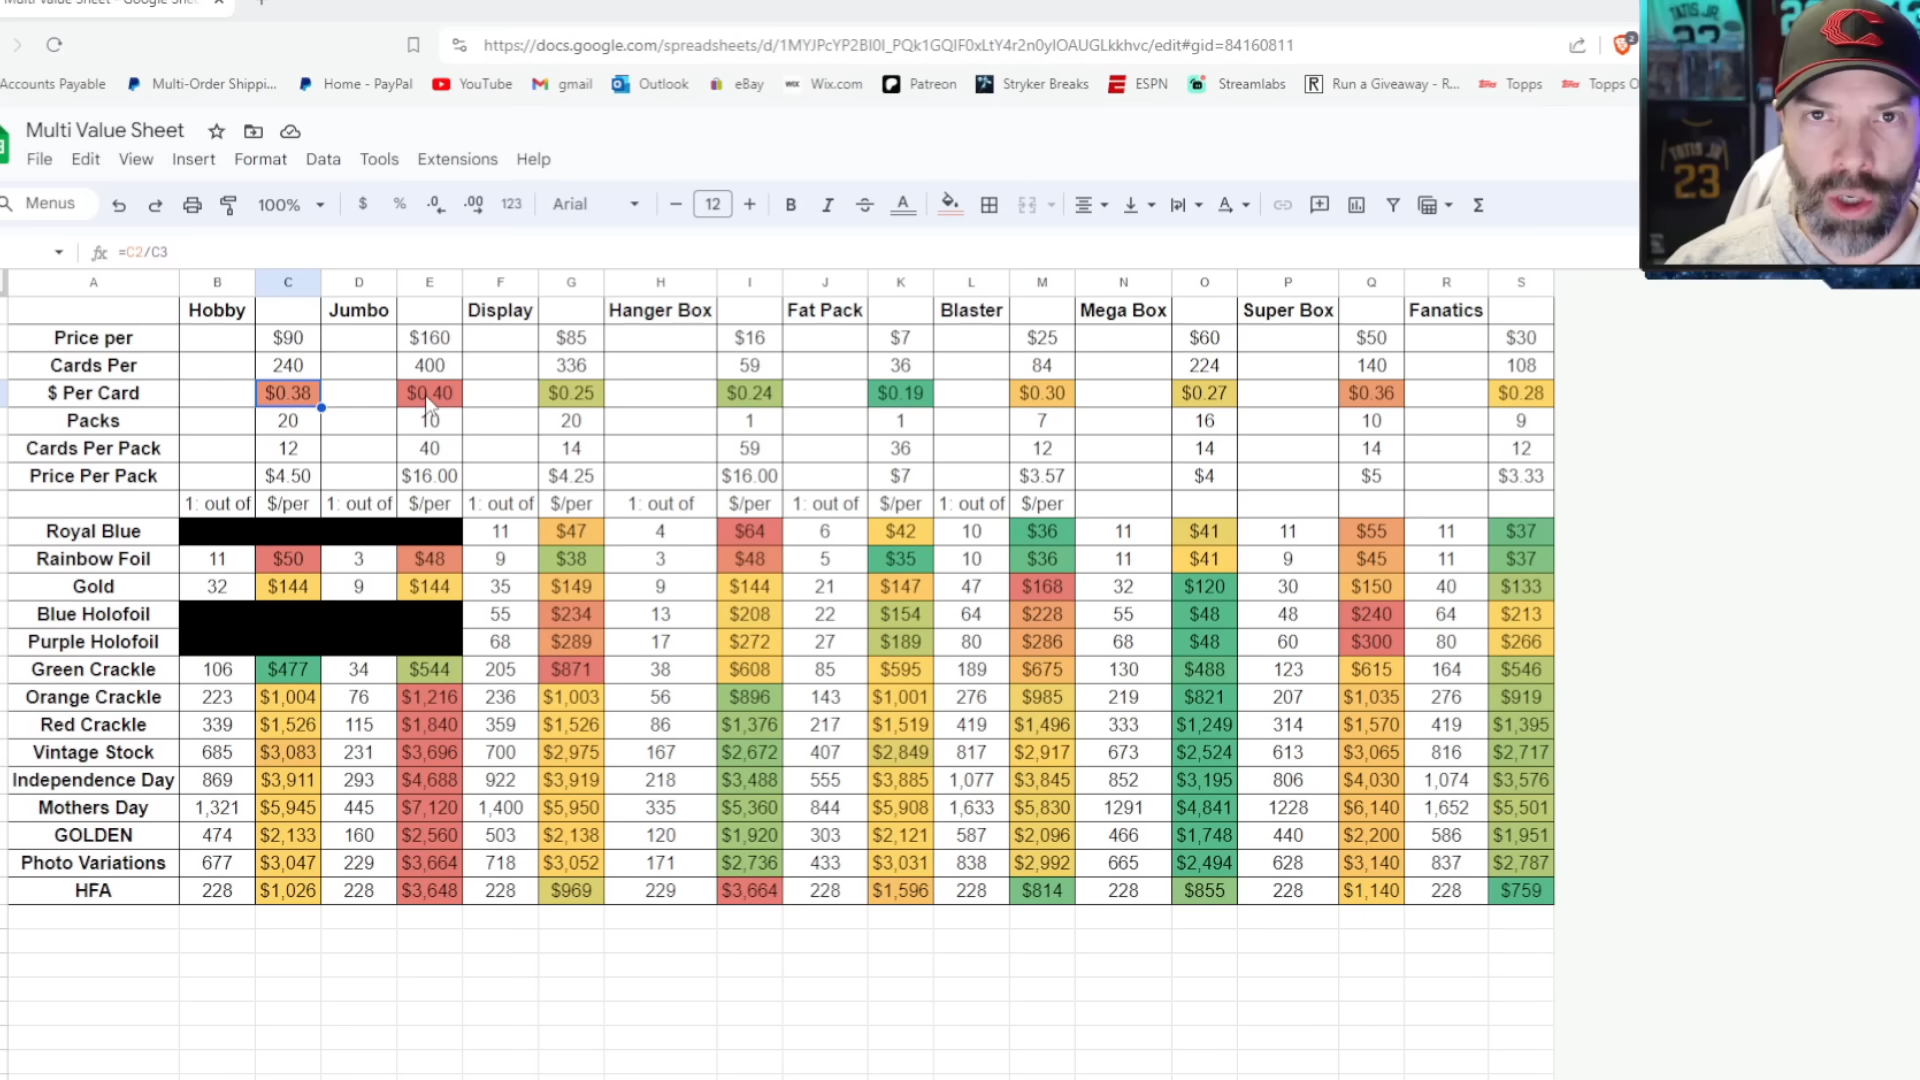 Multi Value Sheet - Google She
https://docs.google.com/spreadsheets/d/1MYJPcYP2BI0I_PQk1GQIF0xLtY4r2n0yIOAUGLkkhvc/edit#gid=84160811
2
Accounts Payable Multi-Order Shippi... Home - PayPal YouTube gmail Outlook eBay WIX Wix.com Patreon Stryker Breaks ESPN Streamlabs R Run a Giveaway - R... Topps Topps Topps Topps O
TATIS JR
23
TATIS JR
23
C
Multi Value Sheet
File Edit View Insert Format Data Tools Extensions Help
Menus 100% $ % .0 .00 123 Arial 12 B I S A A Σ
fx =C2/C3
A B C D E F G H I J K L M N O P Q R S
Hobby Jumbo Display Hanger Box Fat Pack Blaster Mega Box Super Box Fanatics
Price per $90 $160 $85 $16 $7 $25 $60 $50 $30
Cards Per 240 400 336 59 36 84 224 140 108
$ Per Card $0.38 $0.40 $0.25 $0.24 $0.19 $0.30 $0.27 $0.36 $0.28
Packs 20 10 20 1 1 7 16 10 9
Cards Per Pack 12 40 14 59 36 12 14 14 12
Price Per Pack $4.50 $16.00 $4.25 $16.00 $7 $3.57 $4 $5 $3.33
1: out of $/per 1: out of $/per 1: out of $/per 1: out of $/per 1: out of $/per 1: out of $/per
Royal Blue 11 $47 4 $64 6 $42 10 $36 11 $41 11 $55 11 $37
Rainbow Foil 11 $50 3 $48 9 $38 3 $48 5 $35 10 $36 11 $41 9 $45 11 $37
Gold 32 $144 9 $144 35 $149 9 $144 21 $147 47 $168 32 $120 30 $150 40 $133
Blue Holofoil 55 $234 13 $208 22 $154 64 $228 55 $48 48 $240 64 $213
Purple Holofoil 68 $289 17 $272 27 $189 80 $286 68 $48 60 $300 80 $266
Green Crackle 106 $477 34 $544 205 $871 38 $608 85 $595 189 $675 130 $488 123 $615 164 $546
Orange Crackle 223 $1,004 76 $1,216 236 $1,003 56 $896 143 $1,001 276 $985 219 $821 207 $1,035 276 $919
Red Crackle 339 $1,526 115 $1,840 359 $1,526 86 $1,376 217 $1,519 419 $1,496 333 $1,249 314 $1,570 419 $1,395
Vintage Stock 685 $3,083 231 $3,696 700 $2,975 167 $2,672 407 $2,849 817 $2,917 673 $2,524 613 $3,065 816 $2,717
Independence Day 869 $3,911 293 $4,688 922 $3,919 218 $3,488 555 $3,885 1,077 $3,845 852 $3,195 806 $4,030 1,074 $3,576
Mothers Day 1,321 $5,945 445 $7,120 1,400 $5,950 335 $5,360 844 $5,908 1,633 $5,830 1291 $4,841 1228 $6,140 1,652 $5,501
GOLDEN 474 $2,133 160 $2,560 503 $2,138 120 $1,920 303 $2,121 587 $2,096 466 $1,748 440 $2,200 586 $1,951
Photo Variations 677 $3,047 229 $3,664 718 $3,052 171 $2,736 433 $3,031 838 $2,992 665 $2,494 628 $3,140 837 $2,787
HFA 228 $1,026 228 $3,648 228 $969 229 $3,664 228 $1,596 228 $814 228 $855 228 $1,140 228 $759